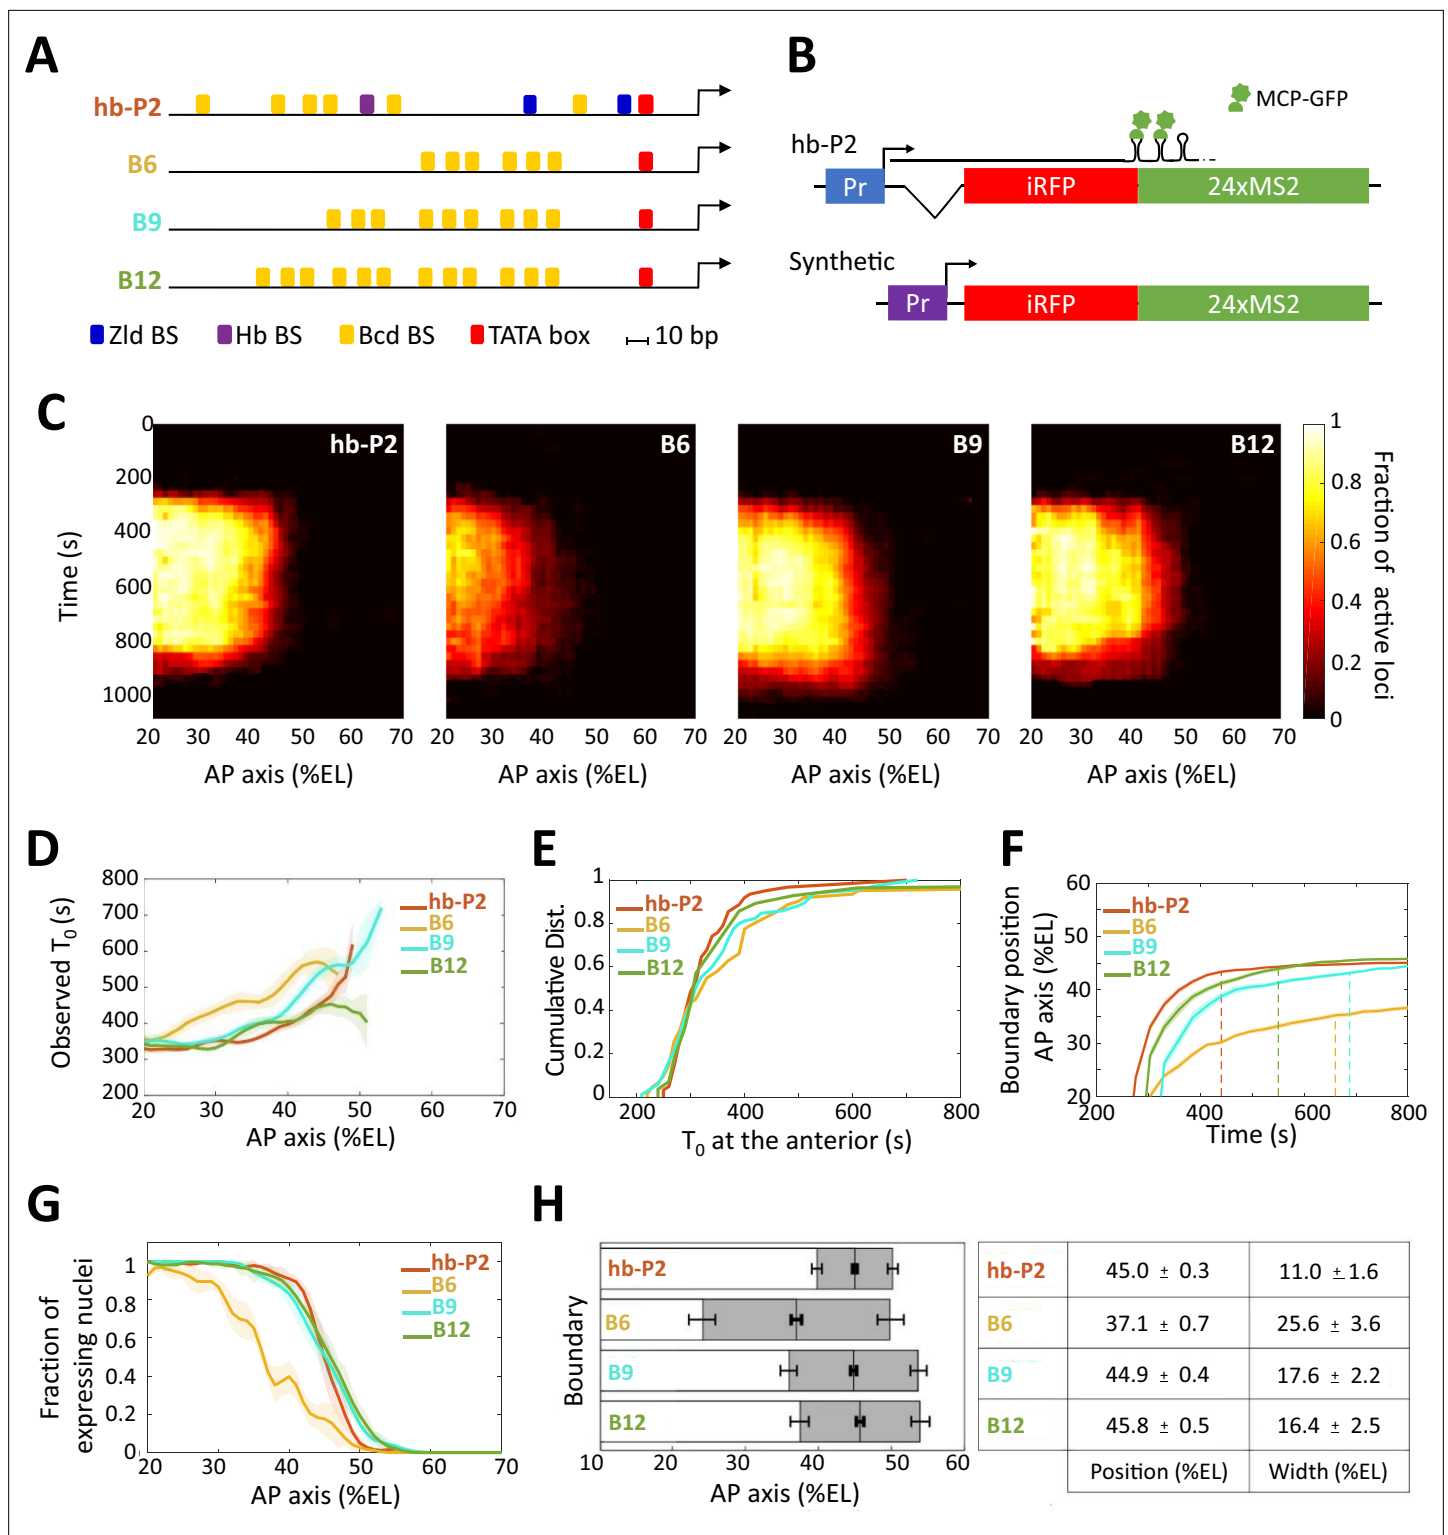 A
hb-P2
B6
B9
B12
Zld BS
Hb BS
Bcd BS
TATA box
10 bp
B
MCP-GFP
hb-P2
Pr
iRFP
24xMS2
Synthetic
Pr
iRFP
24xMS2
C
Time (s)
0
200
400
600
800
1000
hb-P2
20 30 40 50 60 70
AP axis (%EL)
B6
20 30 40 50 60 70
AP axis (%EL)
B9
20 30 40 50 60 70
AP axis (%EL)
B12
20 30 40 50 60 70
AP axis (%EL)
1
0.8
0.6
0.4
0.2
0
Fraction of active loci
D
Observed T0 (s)
800
700
600
500
400
300
200
hb-P2
B6
B9
B12
20 30 40 50 60 70
AP axis (%EL)
E
Cumulative Dist.
1
0.8
0.6
0.4
0.2
0
hb-P2
B6
B9
B12
200 400 600 800
T0 at the anterior (s)
F
Boundary position
AP axis (%EL)
60
50
40
30
20
hb-P2
B6
B9
B12
200 400 600 800
Time (s)
G
Fraction of
expressing nuclei
1
0.8
0.6
0.4
0.2
0
hb-P2
B6
B9
B12
20 30 40 50 60 70
AP axis (%EL)
H
Boundary
hb-P2
B6
B9
B12
10 20 30 40 50 60
AP axis (%EL)
hb-P2 45.0 ± 0.3 11.0 ± 1.6
B6 37.1 ± 0.7 25.6 ± 3.6
B9 44.9 ± 0.4 17.6 ± 2.2
B12 45.8 ± 0.5 16.4 ± 2.5
Position (%EL) Width (%EL)